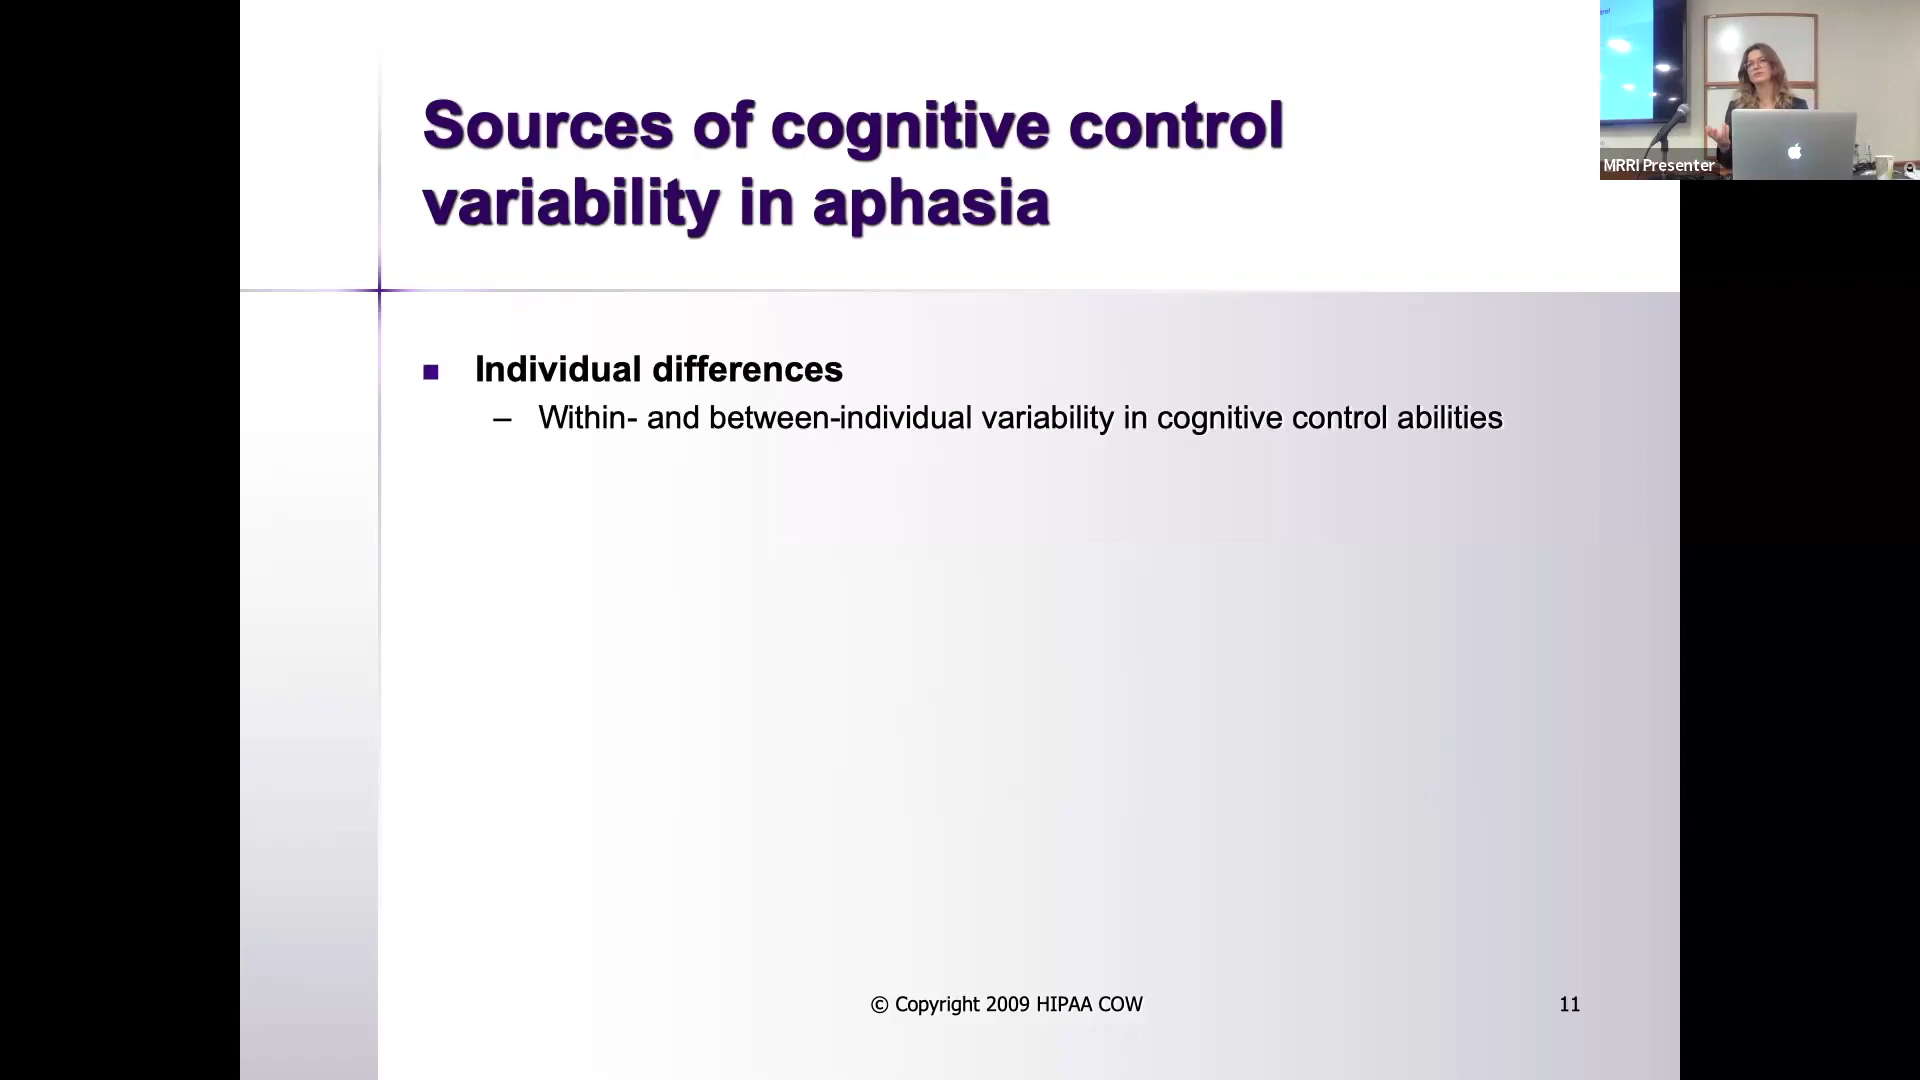 Sources of cognitive control
variability in aphasia
MRRI Presenter
■ Individual differences
– Within- and between-individual variability in cognitive control abilities
© Copyright 2009 HIPAA COW
11